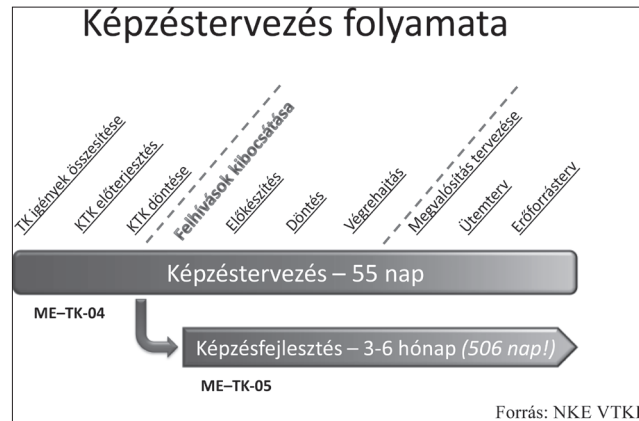 Képzéstervezés folyamata
TK igények összesítése
KTK előterjesztés
KTK döntése
Felhívások kibocsátása
Előkészítés
Döntés
Végrehajtás
Megvalósítás tervezése
Ütemterv
Erőforrásterv
Képzéstervezés – 55 nap
ME–TK-04
Képzésfejlesztés – 3-6 hónap (506 nap!)
ME–TK-05
Forrás: NKE VTKI